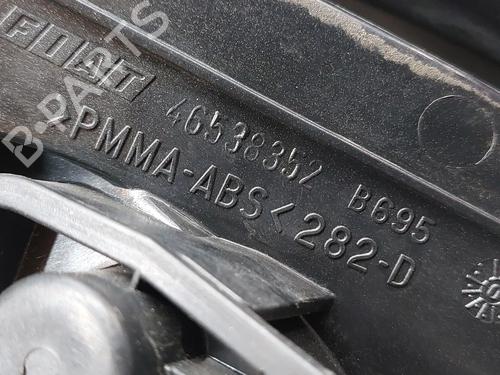 FIAT
46538352 B695
>PMMA-ABS< 282-D
B-PARTS